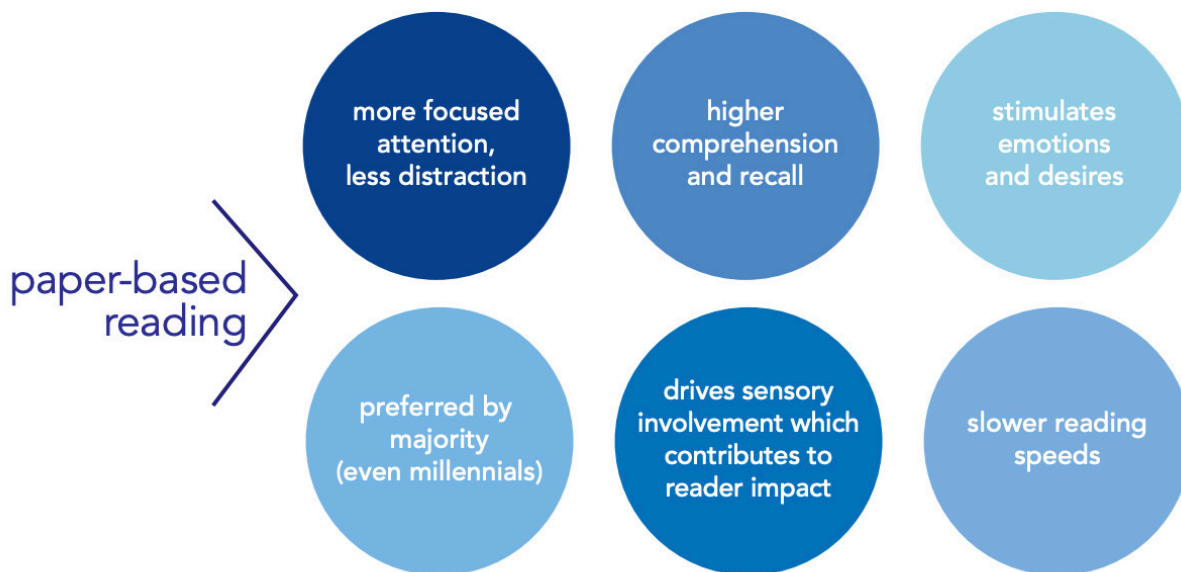 paper-based
reading
more focused
attention,
less distraction
higher
comprehension
and recall
stimulates
emotions
and desires
preferred by
majority
(even millennials)
drives sensory
involvement which
contributes to
reader impact
slower reading
speeds